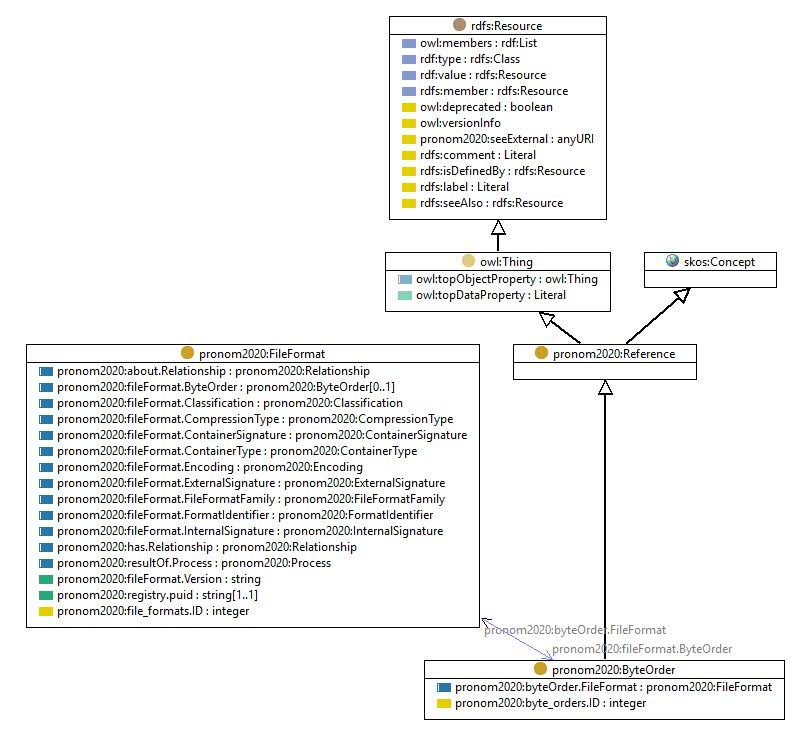 rdfs:Resource
owl:members : rdf:List
rdf:type : rdfs:Class
rdf:value : rdfs:Resource
rdfs:member : rdfs:Resource
owl:deprecated : boolean
owl:versionInfo
pronom2020:seeExternal : anyURI
rdfs:comment : Literal
rdfs:isDefinedBy : rdfs:Resource
rdfs:label : Literal
rdfs:seeAlso : rdfs:Resource
owl:Thing
owl:topObjectProperty : owl:Thing
owl:topDataProperty : Literal
skos:Concept
pronom2020:Reference
pronom2020:FileFormat
pronom2020:about.Relationship : pronom2020:Relationship
pronom2020:fileFormat.ByteOrder : pronom2020:ByteOrder[0..1]
pronom2020:fileFormat.Classification : pronom2020:Classification
pronom2020:fileFormat.CompressionType : pronom2020:CompressionType
pronom2020:fileFormat.ContainerSignature : pronom2020:ContainerSignature
pronom2020:fileFormat.ContainerType : pronom2020:ContainerType
pronom2020:fileFormat.Encoding : pronom2020:Encoding
pronom2020:fileFormat.ExternalSignature : pronom2020:ExternalSignature
pronom2020:fileFormat.FileFormatFamily : pronom2020:FileFormatFamily
pronom2020:fileFormat.FormatIdentifier : pronom2020:FormatIdentifier
pronom2020:fileFormat.InternalSignature : pronom2020:InternalSignature
pronom2020:has.Relationship : pronom2020:Relationship
pronom2020:resultOf.Process : pronom2020:Process
pronom2020:fileFormat.Version : string
pronom2020:registry.puid : string[1..1]
pronom2020:file_formats.ID : integer
pronom2020:byteOrder.FileFormat
pronom2020:fileFormat.ByteOrder
pronom2020:ByteOrder
pronom2020:byteOrder.FileFormat : pronom2020:FileFormat
pronom2020:byte_orders.ID : integer